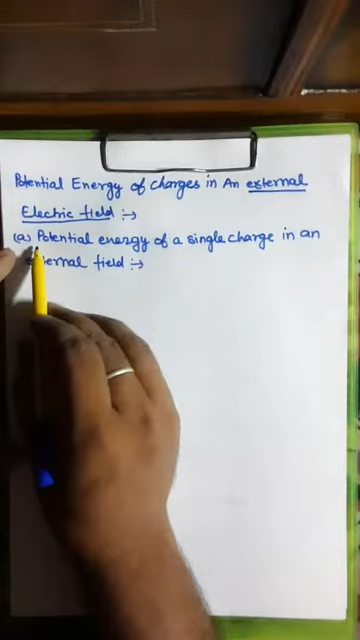 Potential Energy of charges in An external
Electric field :→
(a) Potential energy of a single charge in an
field :→